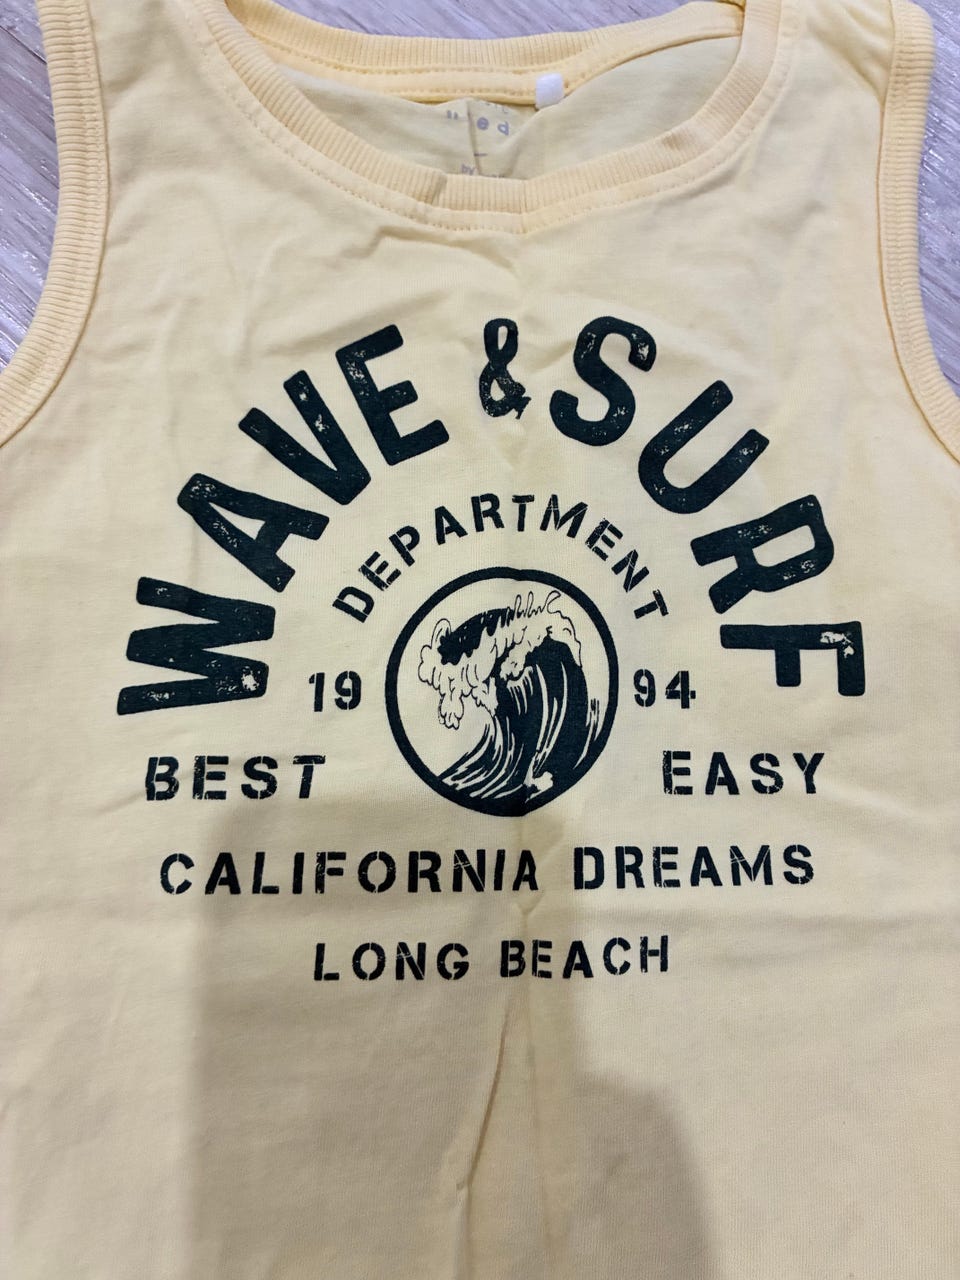 WAVE & SURF
DEPARTMENT
19 94
BEST EASY
CALIFORNIA DREAMS
LONG BEACH